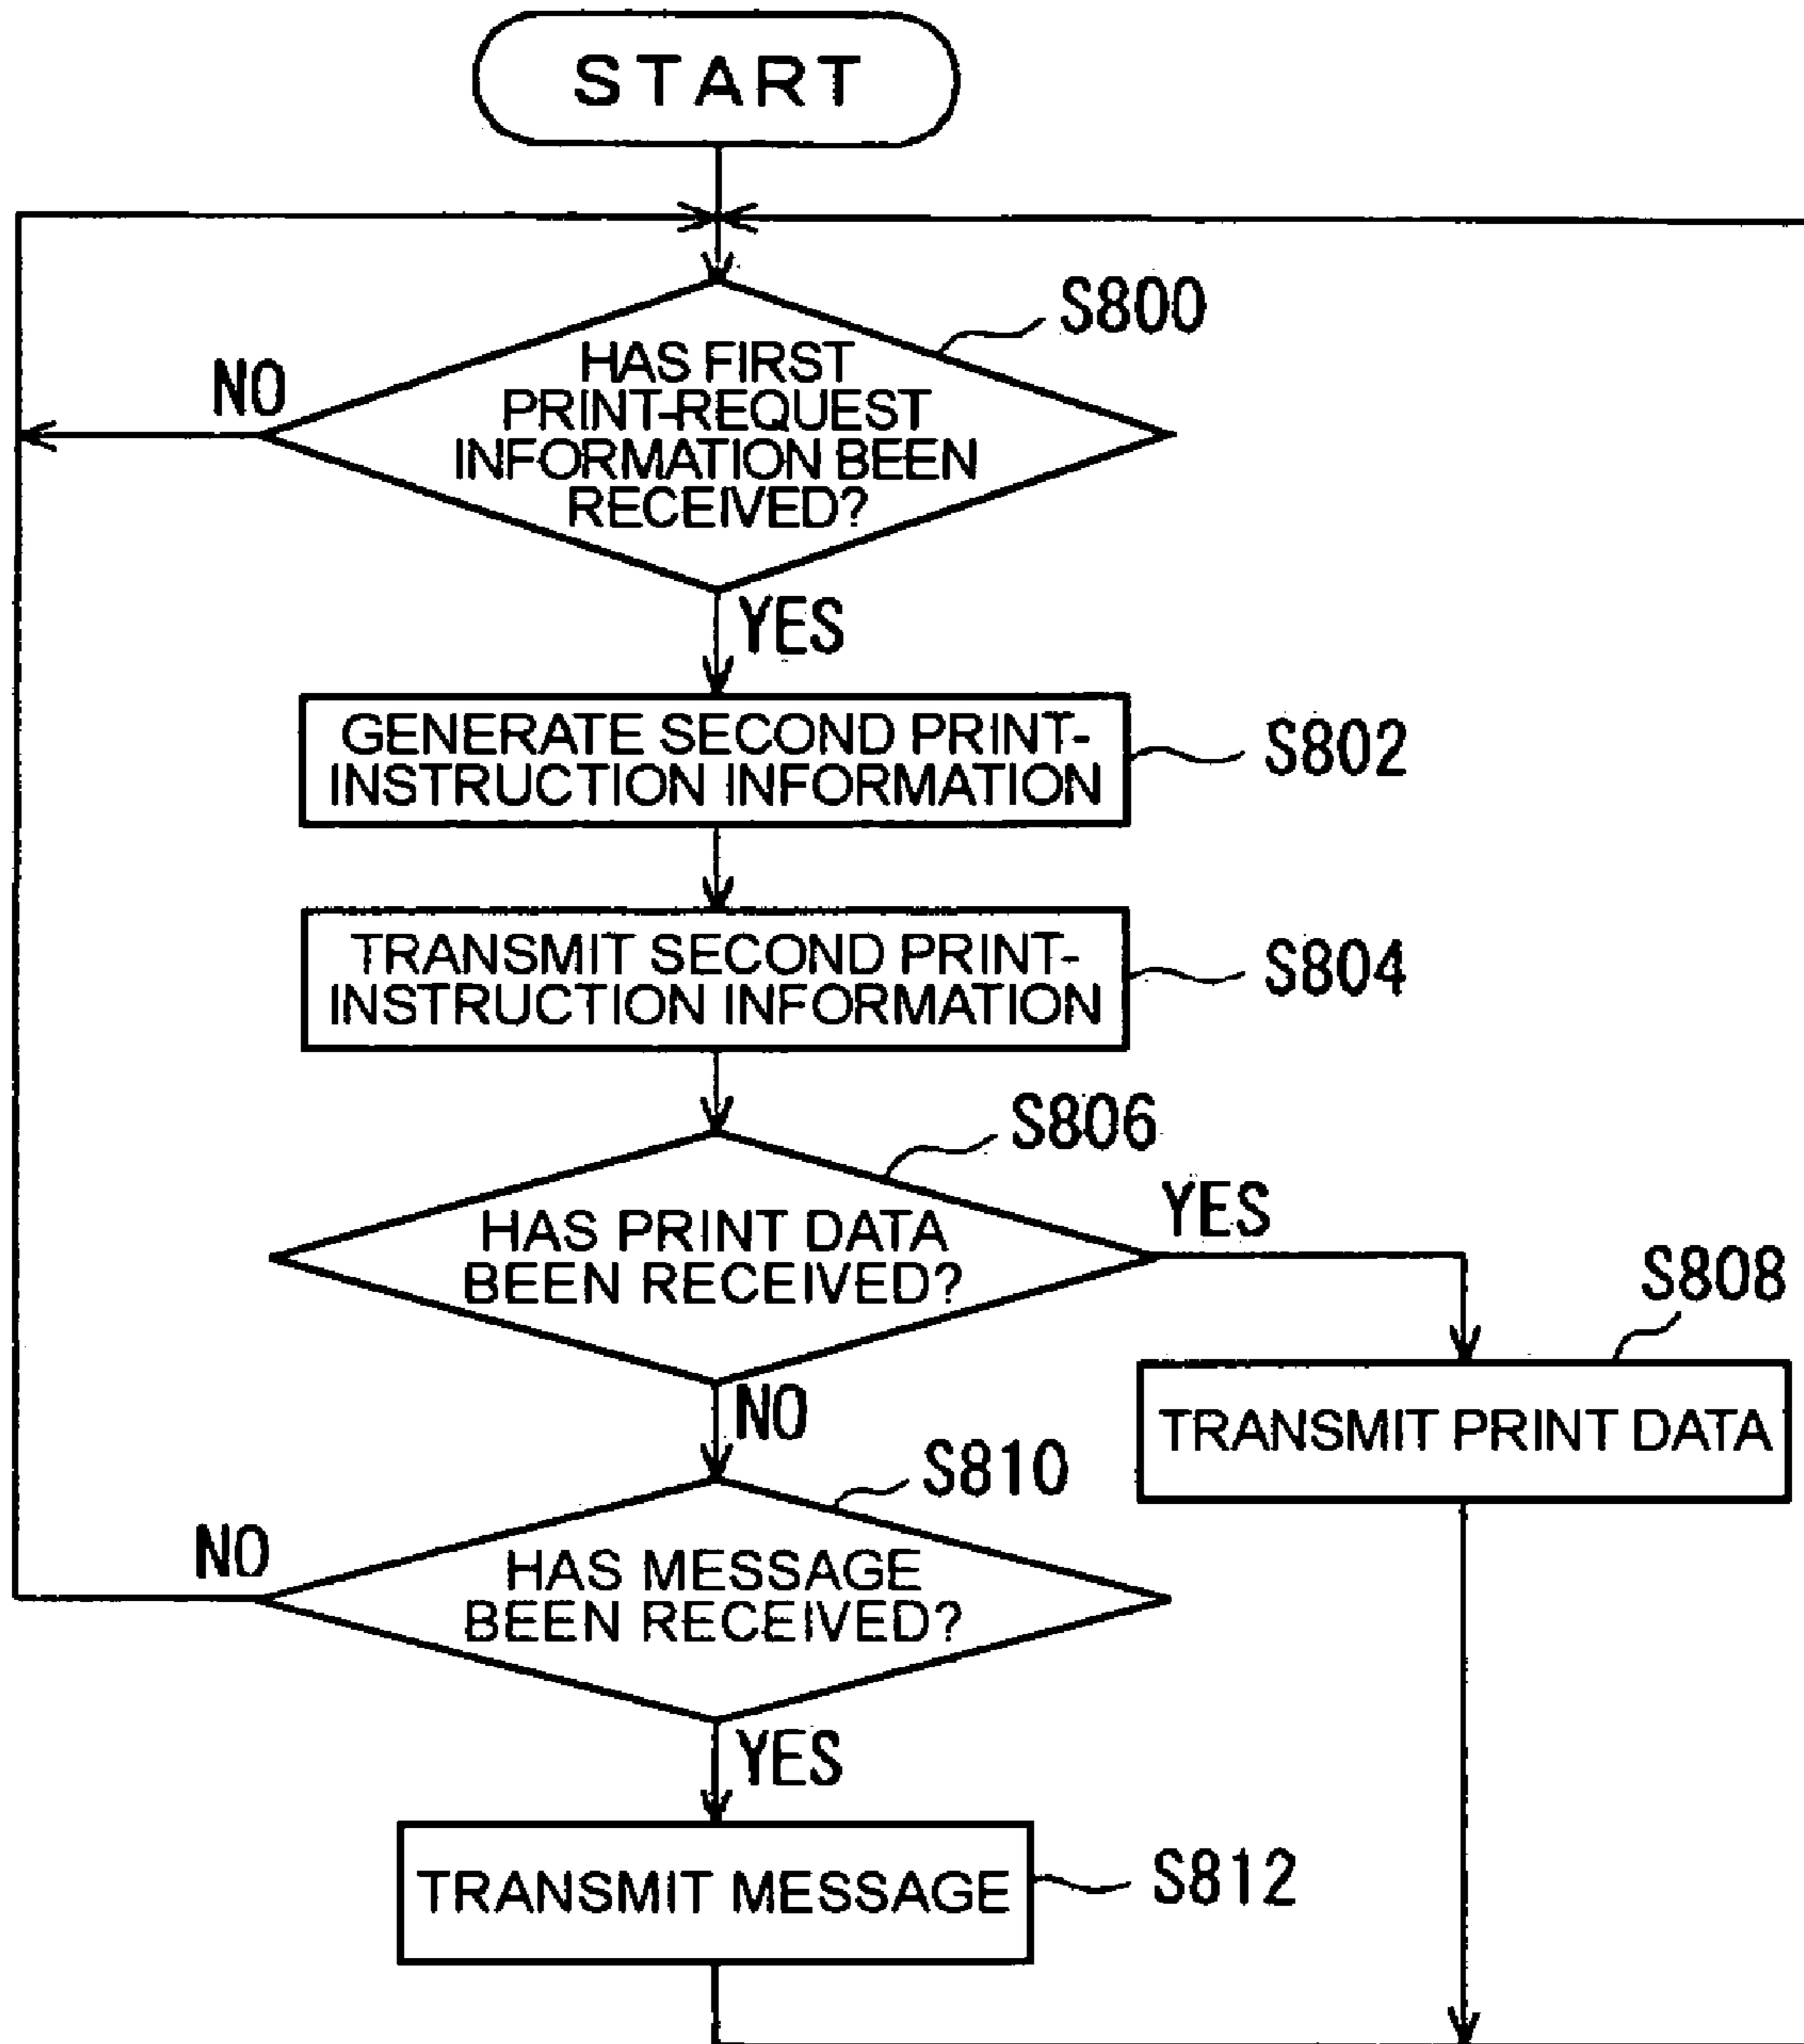 START
S800
HAS FIRST
PRINT-REQUEST
INFORMATION BEEN
RECEIVED?
NO
YES
GENERATE SECOND PRINT-
INSTRUCTION INFORMATION
S802
TRANSMIT SECOND PRINT-
INSTRUCTION INFORMATION
S804
S806
HAS PRINT DATA
BEEN RECEIVED?
YES
S808
TRANSMIT PRINT DATA
NO
S810
HAS MESSAGE
BEEN RECEIVED?
NO
YES
TRANSMIT MESSAGE
S812